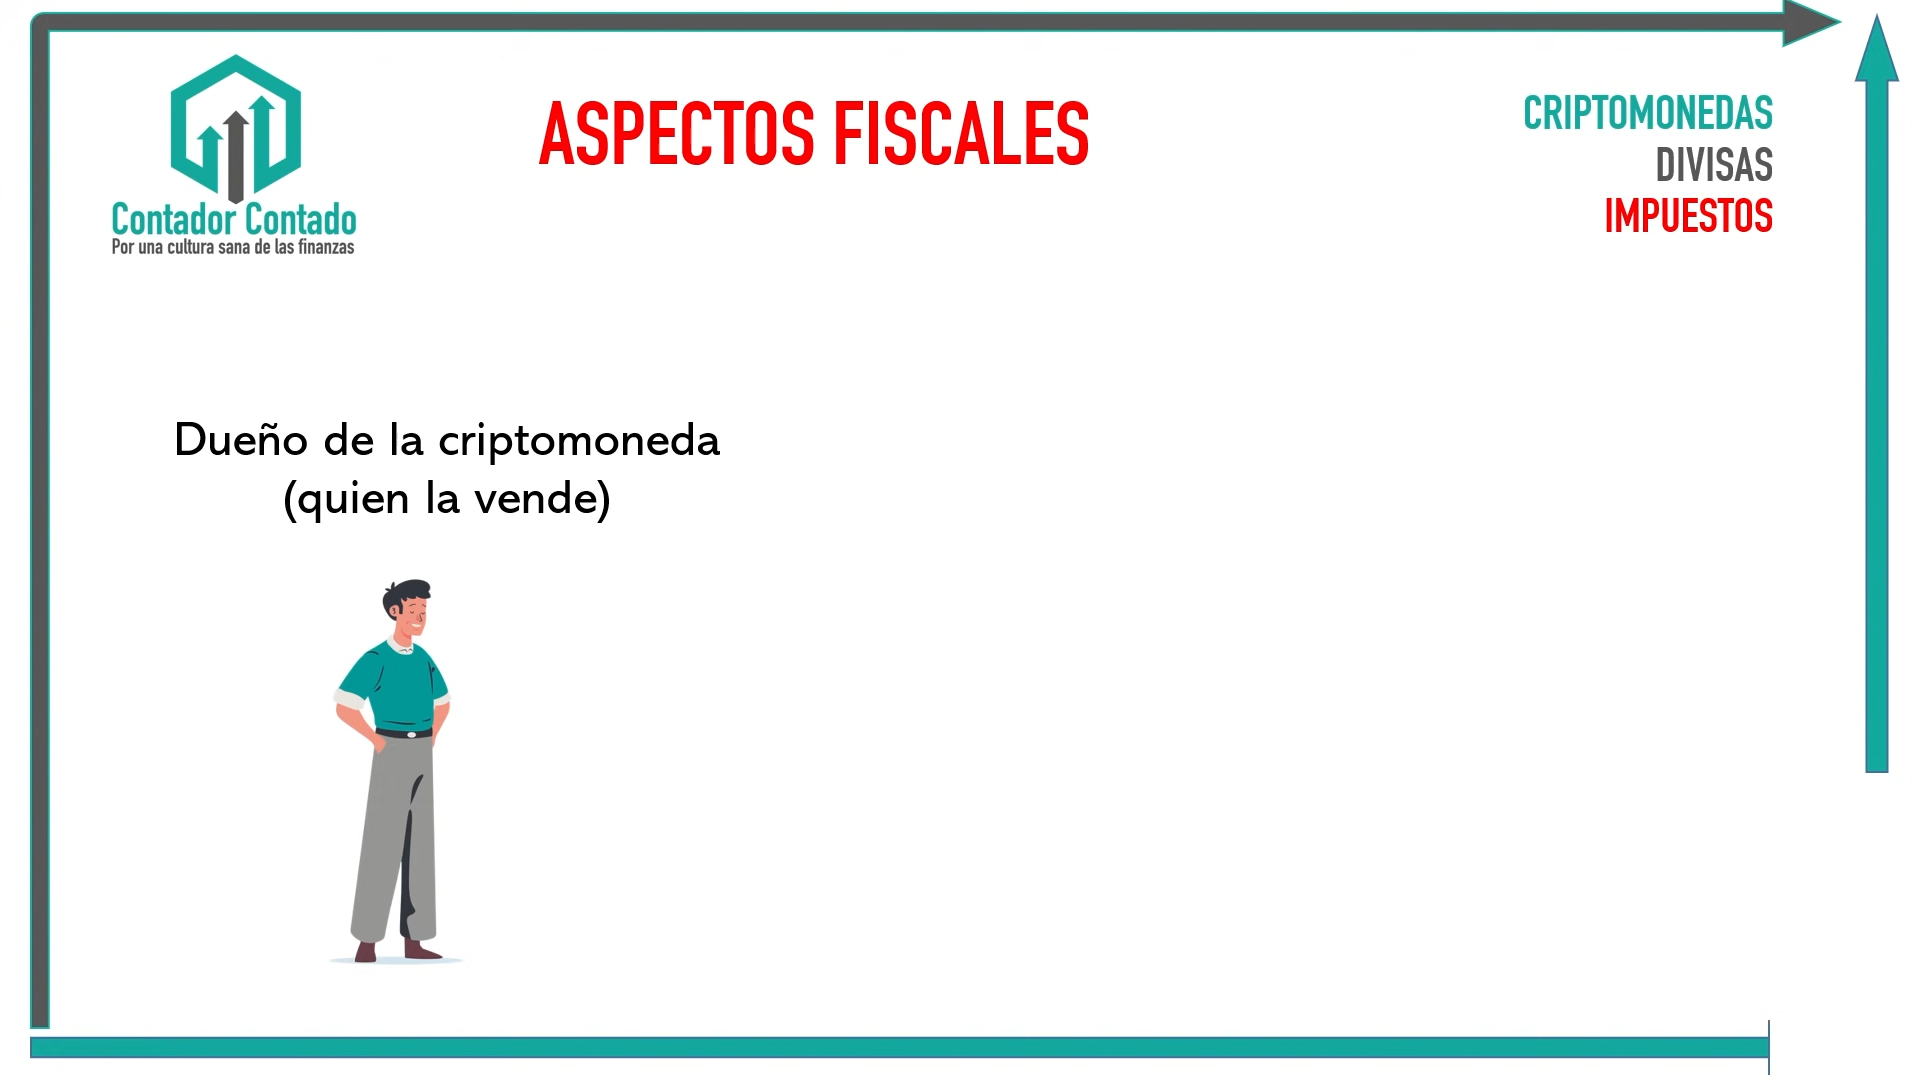 ASPECTOS FISCALES
CRIPTOMONEDAS
DIVISAS
IMPUESTOS
Contador Contado
Por una cultura sana de las finanzas
Dueño de la criptomoneda
(quien la vende)